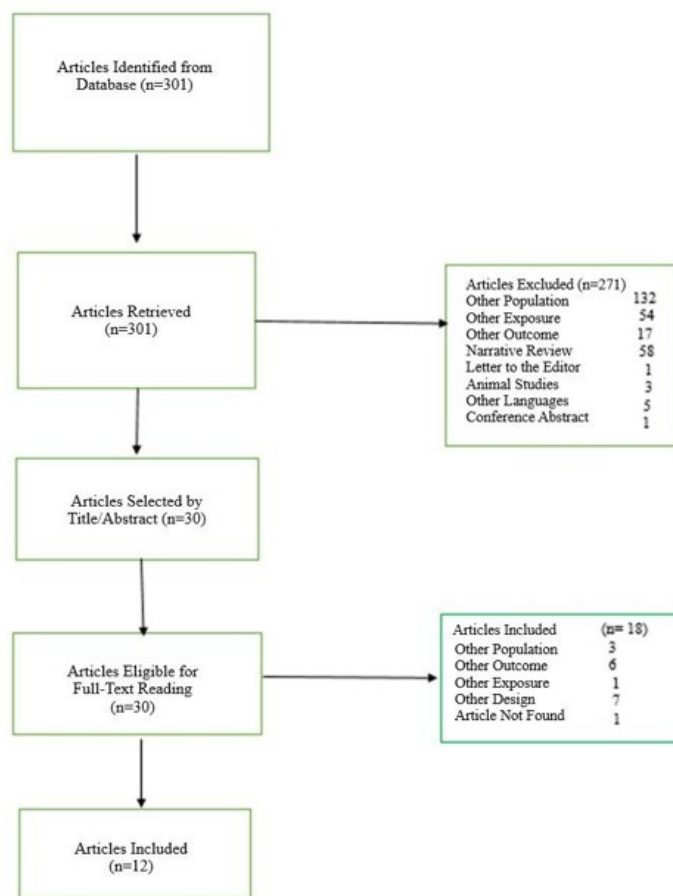 Articles Identified from
Database (n=301)
Articles Retrieved
(n=301)
Articles Excluded (n=271)
Other Population 132
Other Exposure 54
Other Outcome 17
Narrative Review 58
Letter to the Editor 1
Animal Studies 3
Other Languages 5
Conference Abstract 1
Articles Selected by
Title/Abstract (n=30)
Articles Eligible for
Full-Text Reading
(n=30)
Articles Included (n= 18)
Other Population 3
Other Outcome 6
Other Exposure 1
Other Design 7
Article Not Found 1
Articles Included
(n=12)